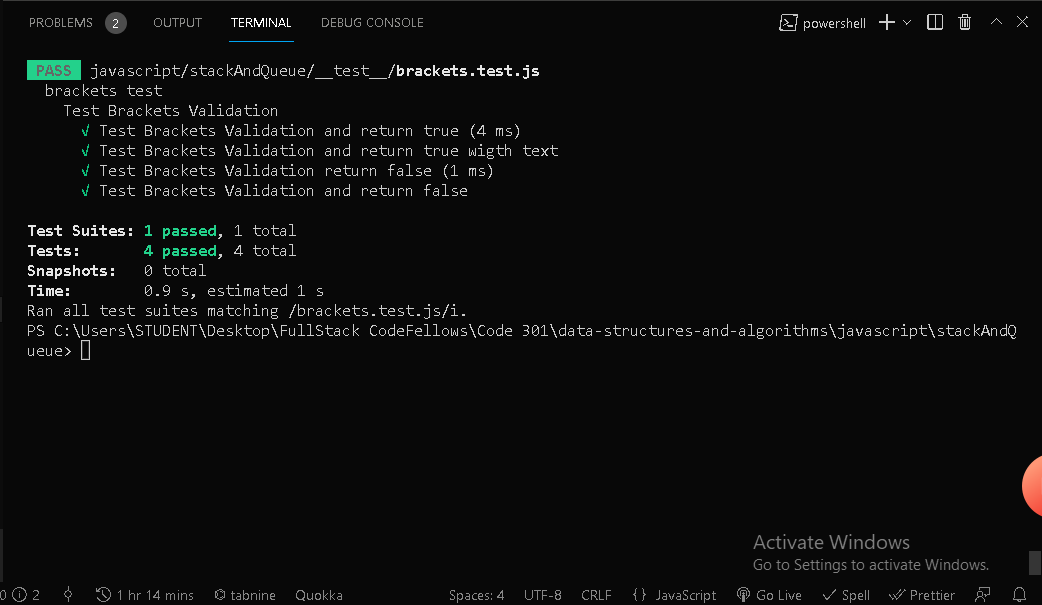 PROBLEMS 2 OUTPUT TERMINAL DEBUG CONSOLE powershell
PASS javascript/stackAndQueue/__test__/brackets.test.js
brackets test
Test Brackets Validation
√ Test Brackets Validation and return true (4 ms)
√ Test Brackets Validation and return true wigth text
√ Test Brackets Validation return false (1 ms)
√ Test Brackets Validation and return false
Test Suites: 1 passed, 1 total
Tests: 4 passed, 4 total
Snapshots: 0 total
Time: 0.9 s, estimated 1 s
Ran all test suites matching /brackets.test.js/i.
PS C:\Users\STUDENT\Desktop\FullStack CodeFellows\Code 301\data-structures-and-algorithms\javascript\stackAndQ
ueue>
Activate Windows
Go to Settings to activate Windows.
0 2 1 hr 14 mins tabnine Quokka Spaces: 4 UTF-8 CRLF {} JavaScript Go Live Spell Prettier